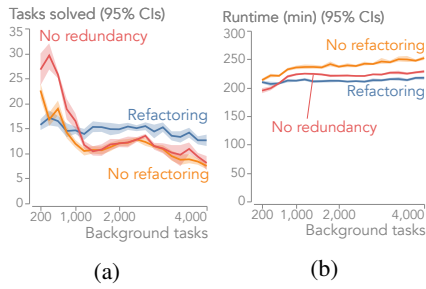 Tasks solved (95% CIs)
35
30
25
20
15
10
5
0
No redundancy
Refactoring
No refactoring
200 1,000 2,000 4,000
Background tasks
(a)
Runtime (min) (95% CIs)
300
250
200
150
100
50
0
No refactoring
Refactoring
No redundancy
200 1,000 2,000 4,000
Background tasks
(b)